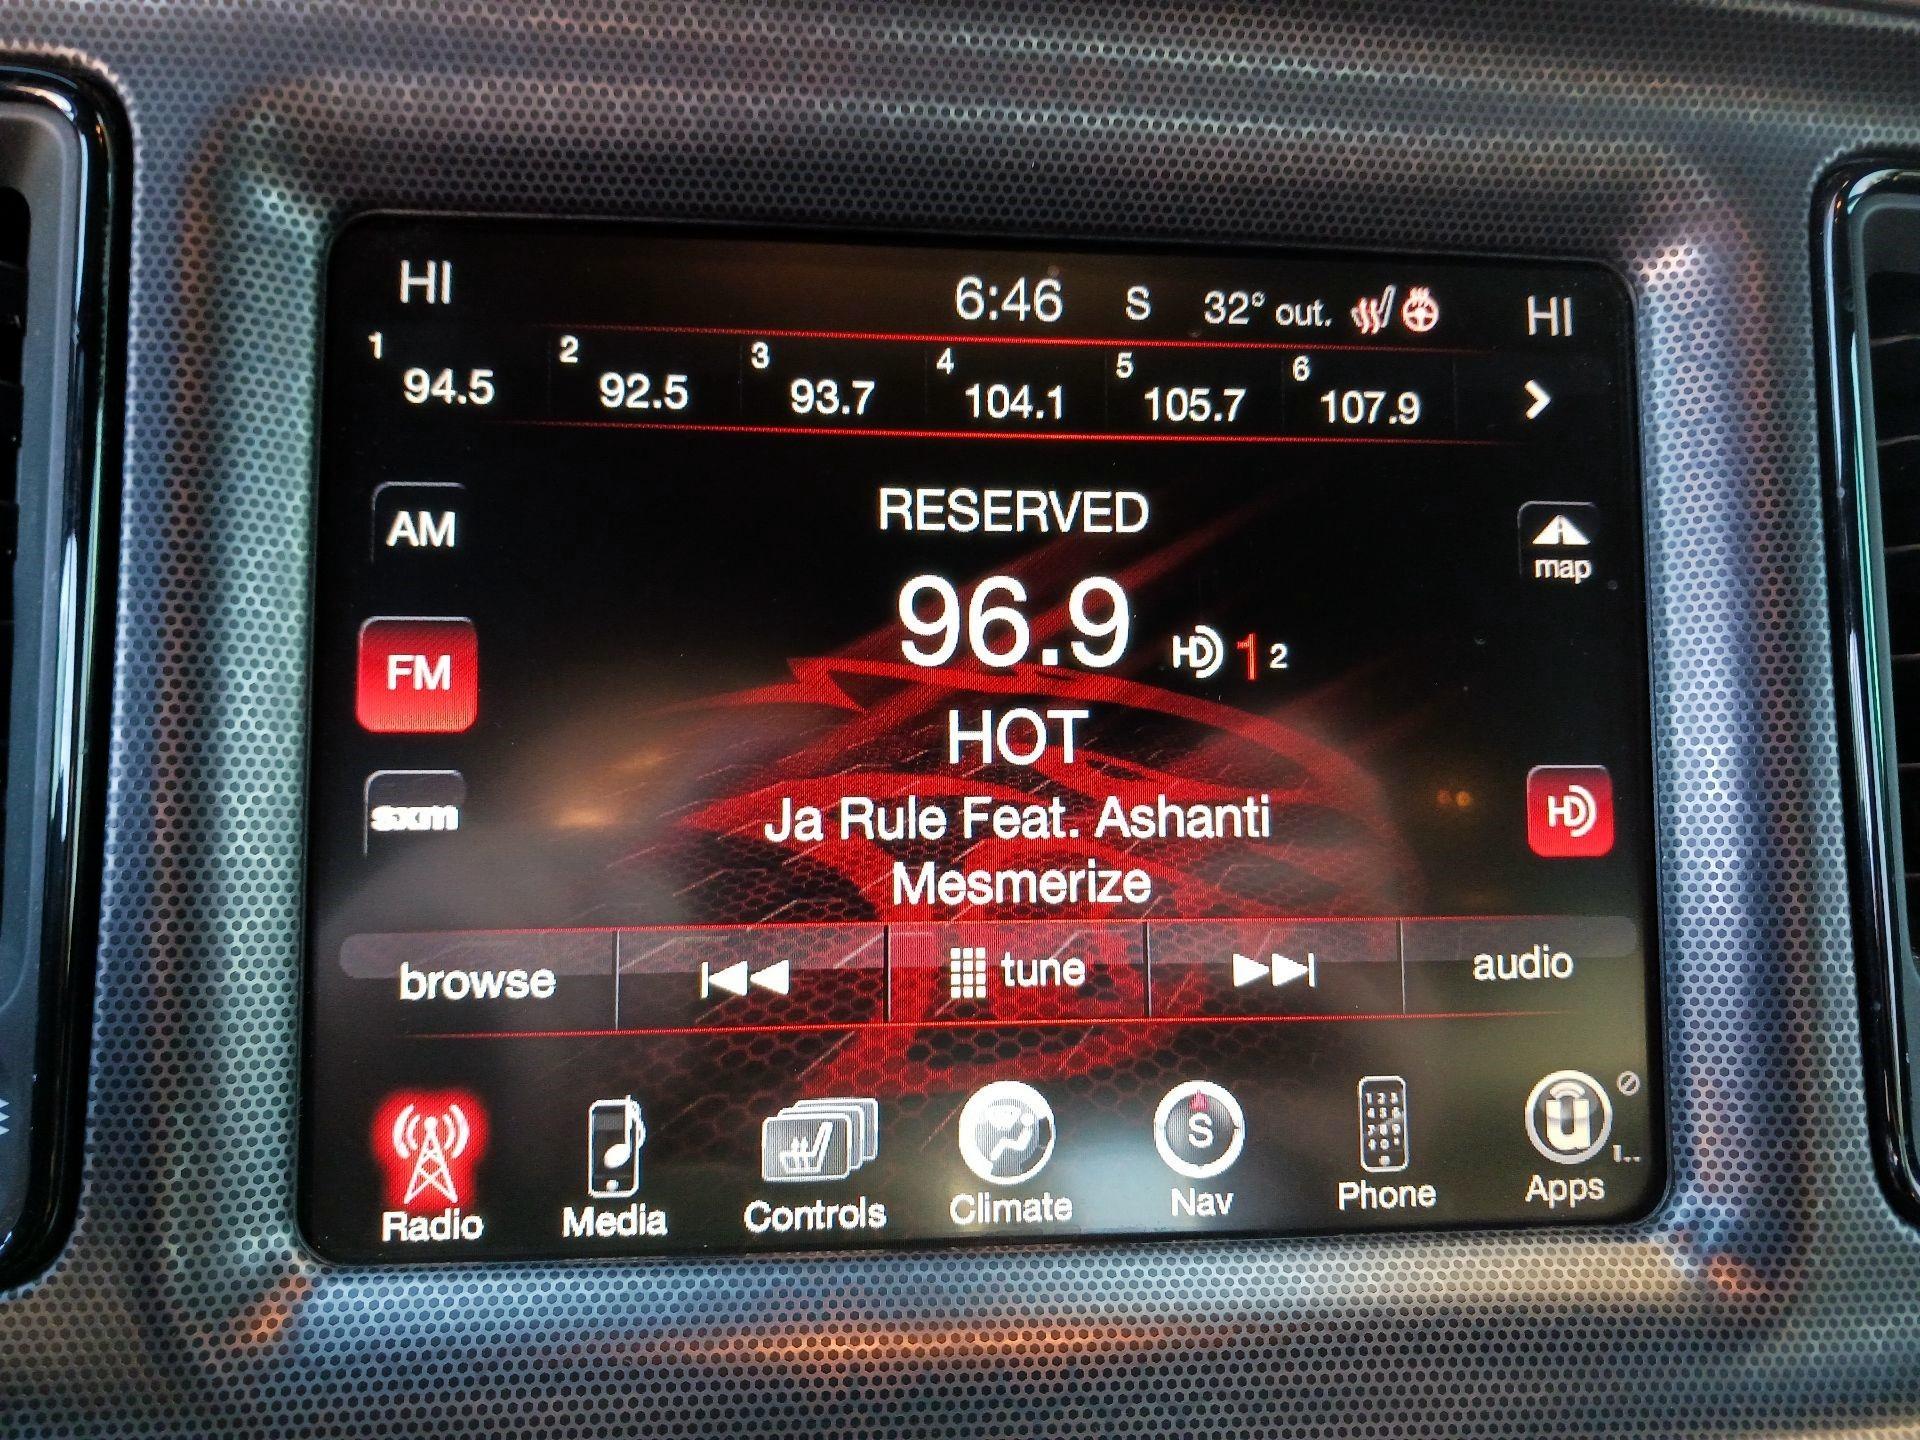 HI 6:46 S 32° out. HI
1 94.5 2 92.5 3 93.7 4 104.1 5 105.7 6 107.9
AM
RESERVED
map
96.9 HD 1 2
FM
HOT
sxm
Ja Rule Feat. Ashanti
HD
Mesmerize
browse tune audio
S
Radio Media Controls Climate Nav Phone Apps